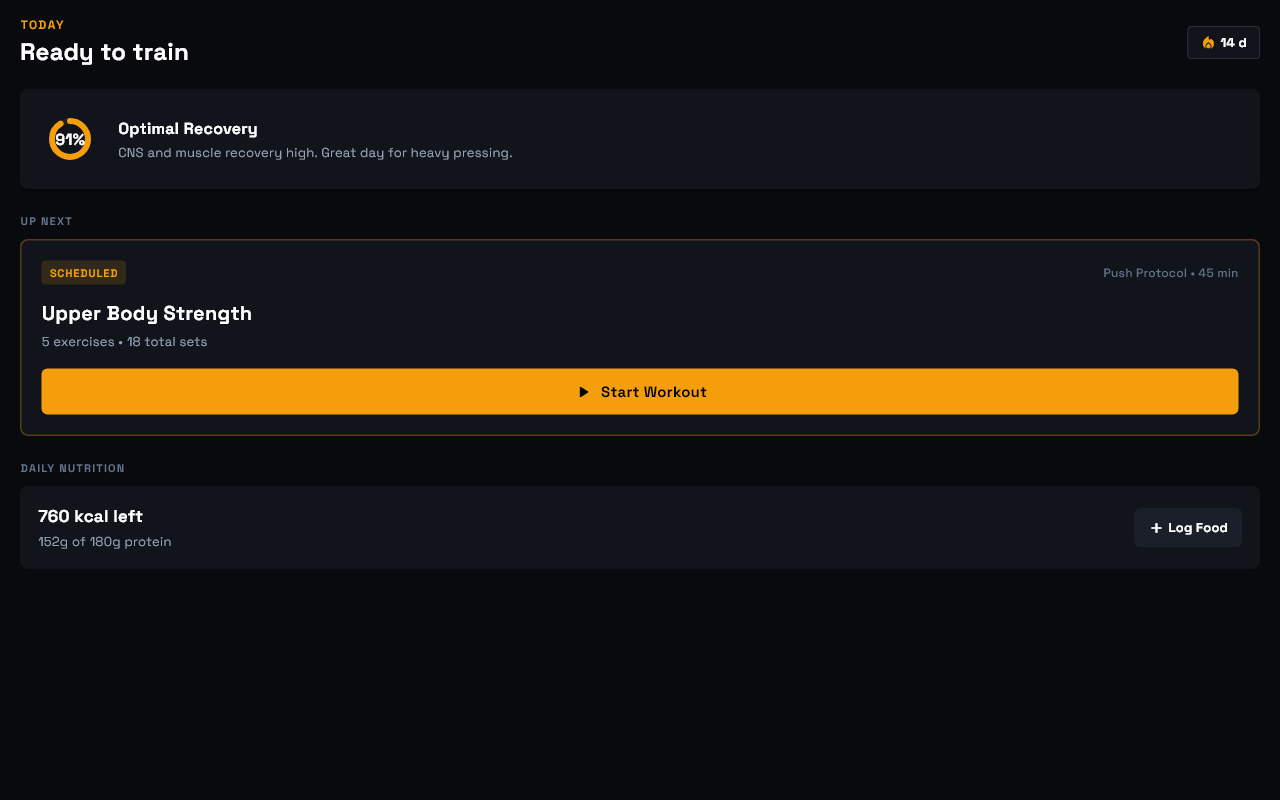 TODAY
Ready to train
14 d
91%
Optimal Recovery
CNS and muscle recovery high. Great day for heavy pressing.
UP NEXT
SCHEDULED
Push Protocol • 45 min
Upper Body Strength
5 exercises • 18 total sets
Start Workout
DAILY NUTRITION
760 kcal left
152g of 180g protein
+ Log Food